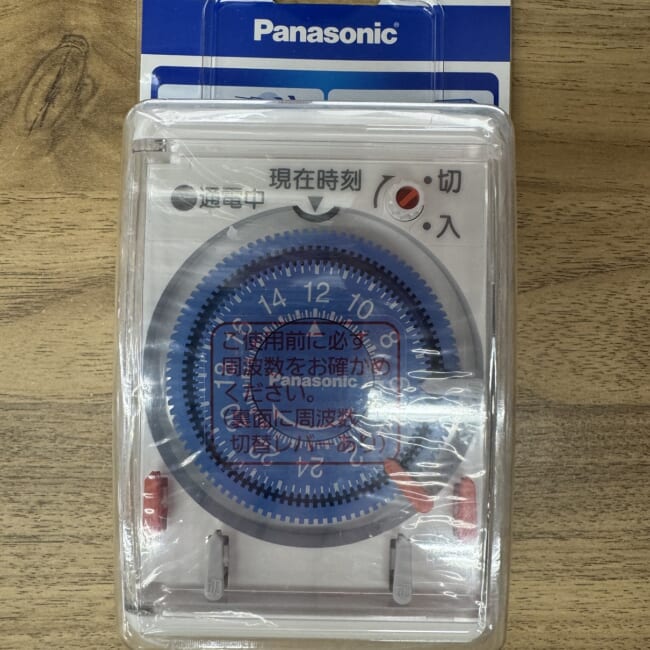 Panasonic®
現在時刻
通電中
切
入
14 12 10
8
ご使用前に必ず
周波数をお確かめ
ください。
Panasonic
裏面に周波数
切替レバーあり
24